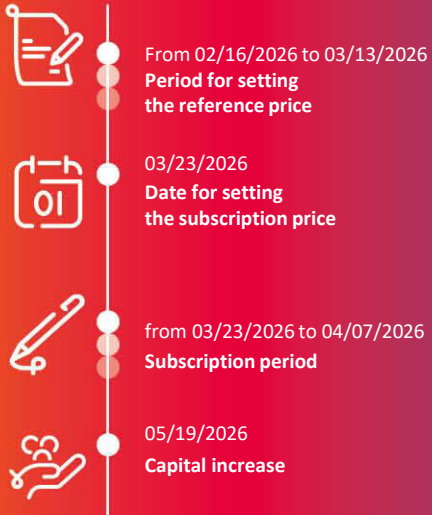 From 02/16/2026 to 03/13/2026
Period for setting
the reference price
03/23/2026
01
Date for setting
the subscription price
from 03/23/2026 to 04/07/2026
Subscription period
05/19/2026
Capital increase